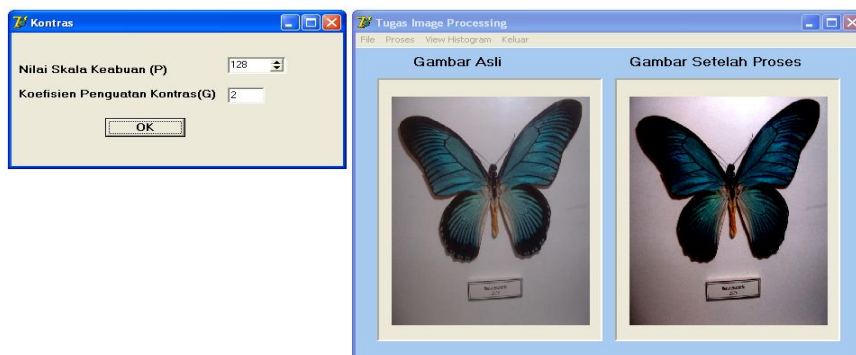 Kontras
Nilai Skala Keabuan (P)
128
Koefisien Penguatan Kontras(G)
2
OK
Tugas Image Processing
File Proses View Histogram Keluar
Gambar Asli
Gambar Setelah Proses